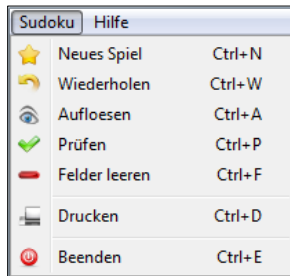 Sudoku Hilfe
Neues Spiel Ctrl+N
Wiederholen Ctrl+W
Aufloesen Ctrl+A
Prüfen Ctrl+P
Felder leeren Ctrl+F
Drucken Ctrl+D
Beenden Ctrl+E